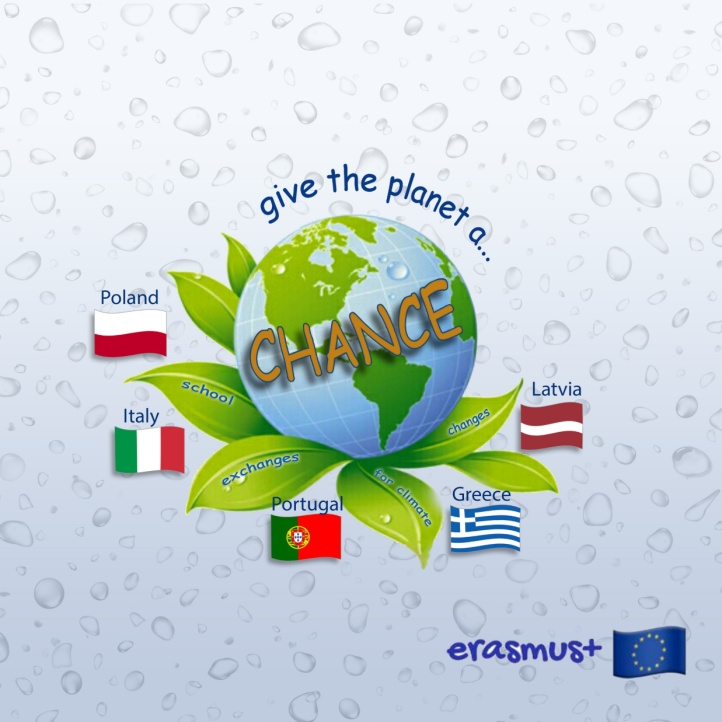 give the planet a...
CHANCE
Poland
school
Italy
exchanges
Portugal
for climate
Greece
changes
Latvia
erasmus+